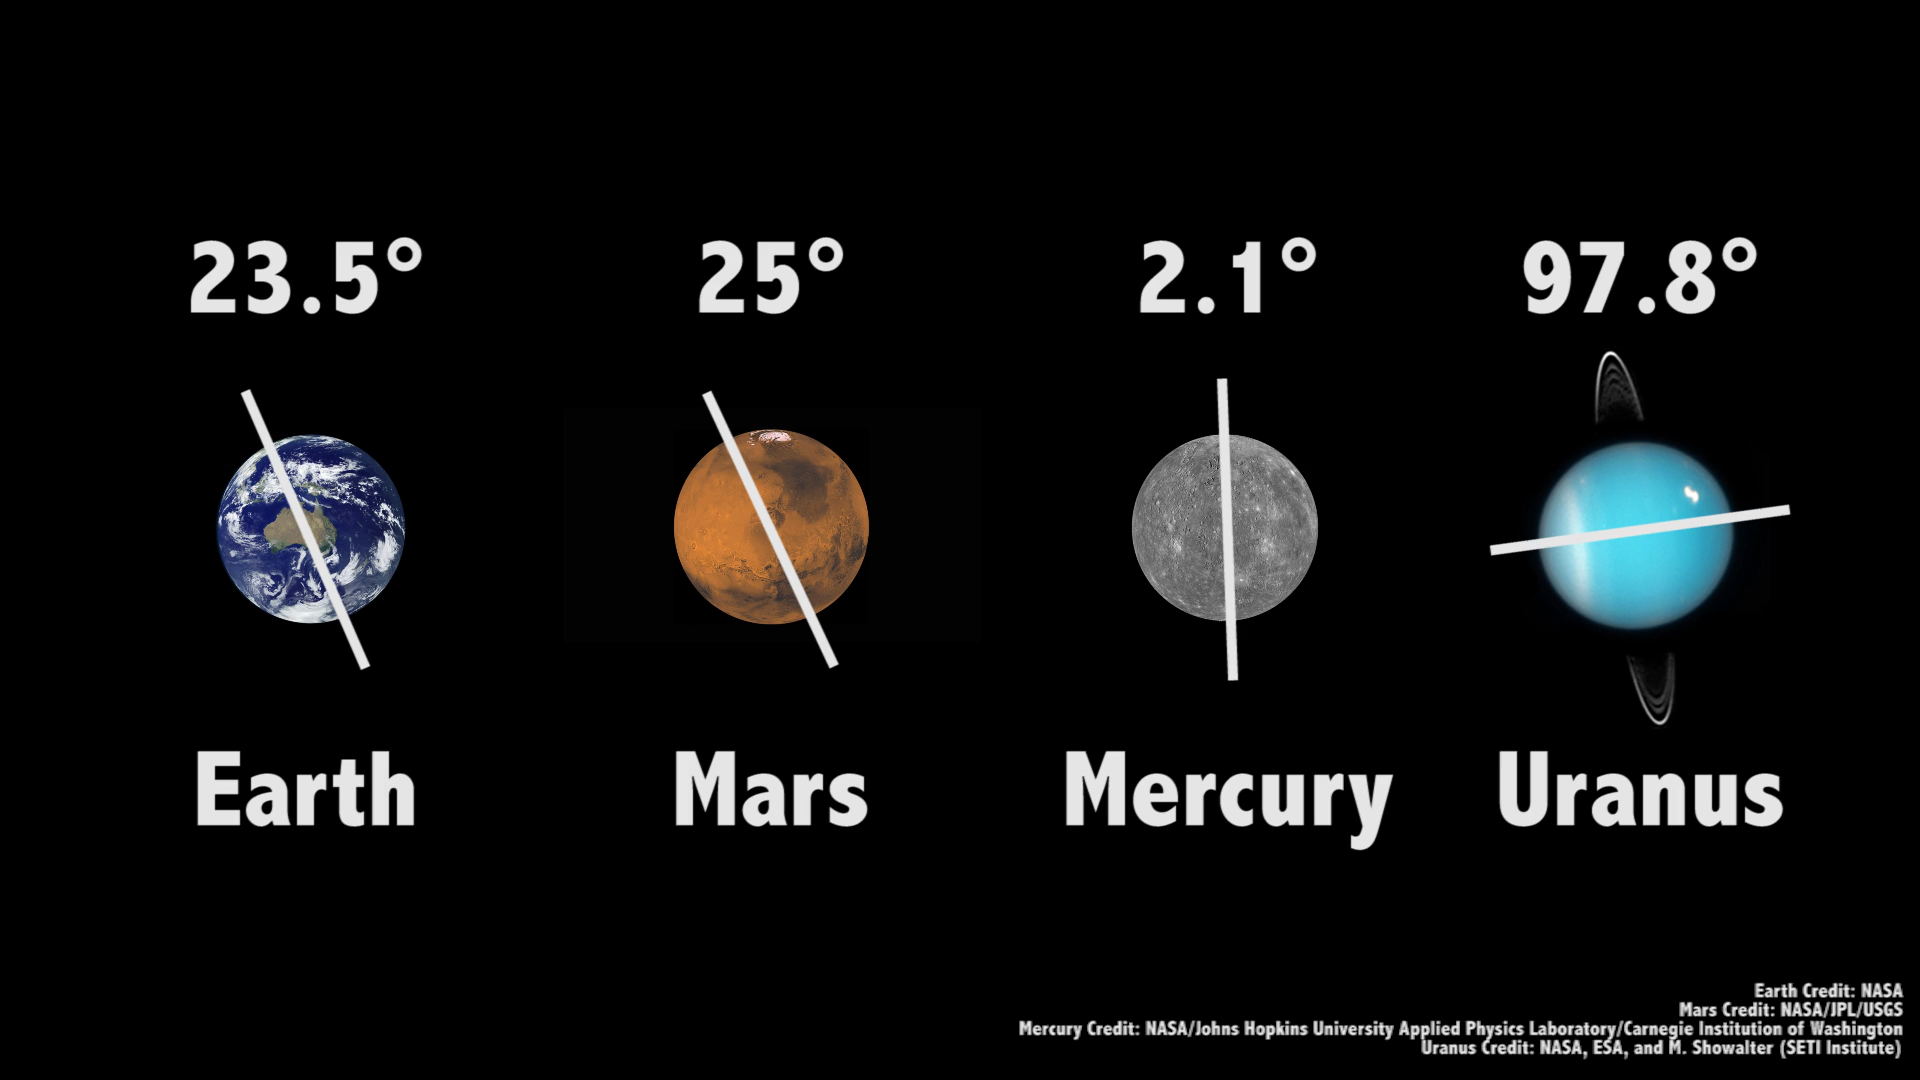 23.5° 25° 2.1° 97.8°
Earth Mars Mercury Uranus
Earth Credit: NASA
Mars Credit: NASA/JPL/USGS
Mercury Credit: NASA/Johns Hopkins University Applied Physics Laboratory/Carnegie Institution of Washington
Uranus Credit: NASA, ESA, and M. Showalter (SETI Institute)